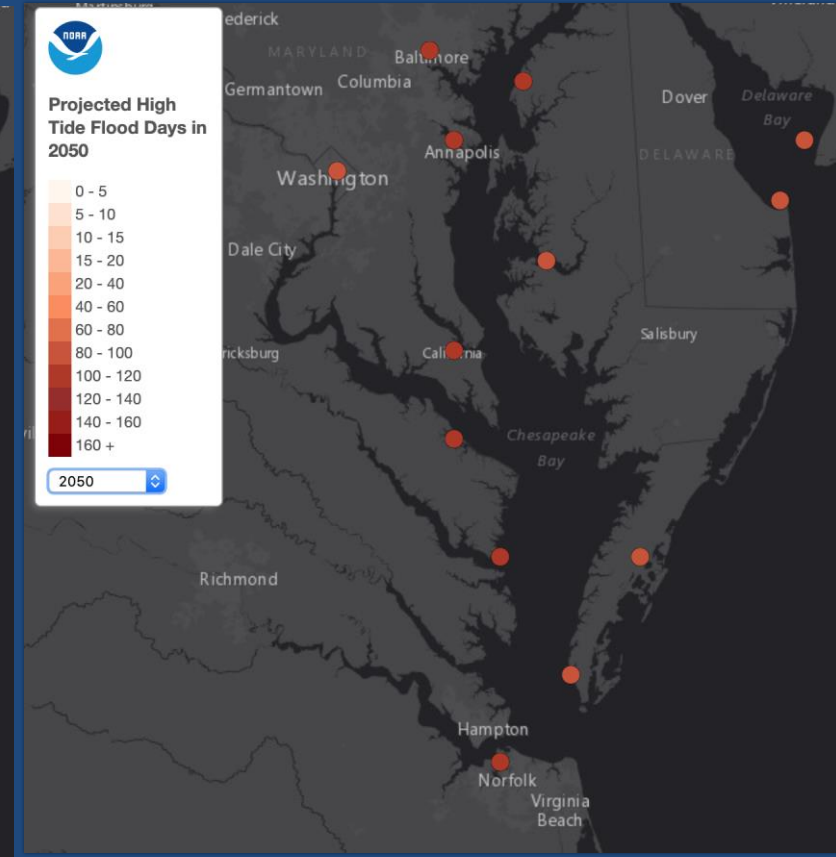 NOAA
Projected High
Tide Flood Days in
2050
0 - 5
5 - 10
10 - 15
15 - 20
20 - 40
40 - 60
60 - 80
80 - 100
100 - 120
120 - 140
140 - 160
160 +
2050
ederick
MARYLAND
Baltimore
Columbia
Germantown
Dover
Delaware
Bay
Annapolis
DELAWARE
Washington
Dale City
Salisbury
ricksburg
California
Chesapeake
Bay
Richmond
Hampton
Norfolk
Virginia
Beach